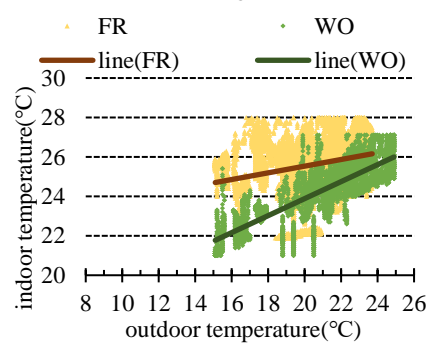 FR WO
line(FR) line(WO)
30
28
26
24
22
20
8 10 12 14 16 18 20 22 24 26
outdoor temperature(°C)
indoor temperature(°C)